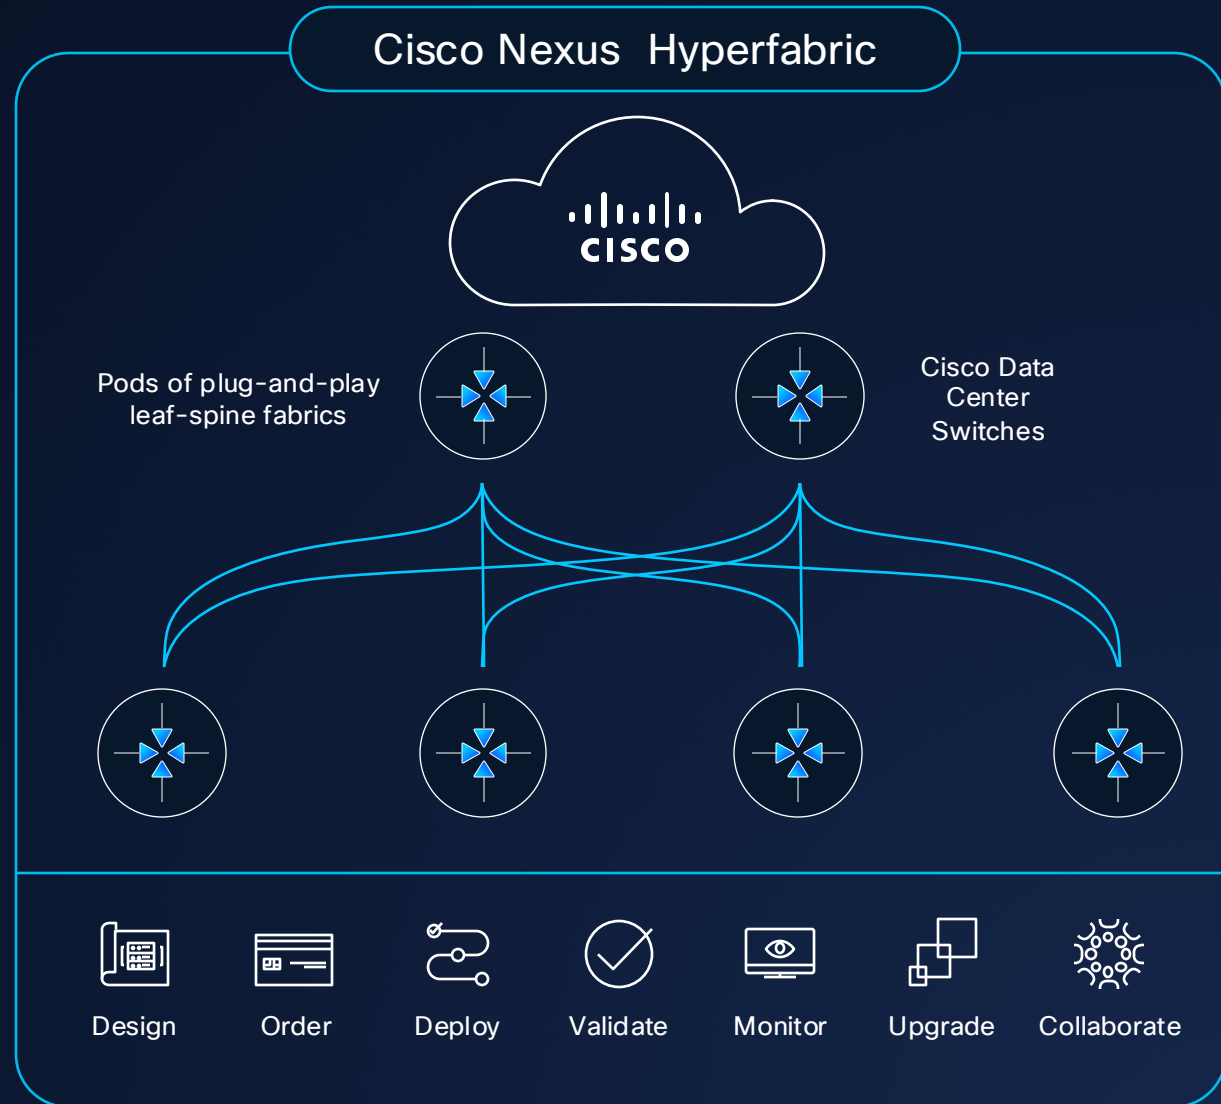 Cisco Nexus Hyperfabric
CISCO
Pods of plug-and-play
leaf-spine fabrics
Cisco Data
Center
Switches
Design
Order
Deploy
Validate
Monitor
Upgrade
Collaborate